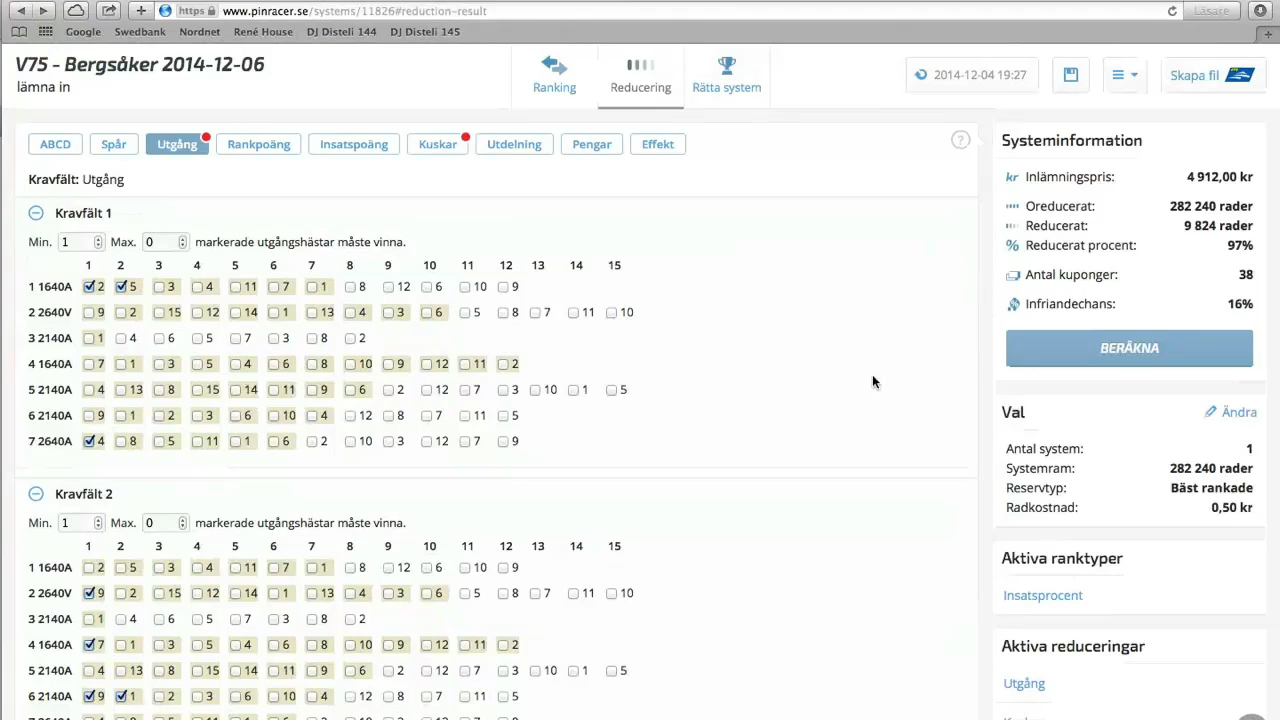 https www.pinracer.se/systems/11826#reduction-result Läsare
Google Swedbank Nordnet René House DJ Disteli 144 DJ Disteli 145
V75 - Bergsåker 2014-12-06
lämna in
Ranking Reducering Rätta system
2014-12-04 19:27 Skapa fil
ABCD Spår Utgång Rankpoäng Insatspoäng Kuskar Utdelning Pengar Effekt ?
Kravfält: Utgång
Kravfält 1
Min. 1 Max. 0 markerade utgångshästar måste vinna.
1 2 3 4 5 6 7 8 9 10 11 12 13 14 15
1 1640A 2 5 3 4 11 7 1 8 12 6 10 9
2 2640V 9 2 15 12 14 1 13 4 3 6 5 8 7 11 10
3 2140A 1 4 6 5 7 3 8 2
4 1640A 7 1 3 5 4 6 8 10 9 12 11 2
5 2140A 4 13 8 15 14 11 9 6 2 12 7 3 10 1 5
6 2140A 9 1 2 3 6 10 4 12 8 7 11 5
7 2640A 4 8 5 11 1 6 2 10 3 12 7 9
Kravfält 2
Min. 1 Max. 0 markerade utgångshästar måste vinna.
1 2 3 4 5 6 7 8 9 10 11 12 13 14 15
1 1640A 2 5 3 4 11 7 1 8 12 6 10 9
2 2640V 9 2 15 12 14 1 13 4 3 6 5 8 7 11 10
3 2140A 1 4 6 5 7 3 8 2
4 1640A 7 1 3 5 4 6 8 10 9 12 11 2
5 2140A 4 13 8 15 14 11 9 6 2 12 7 3 10 1 5
6 2140A 9 1 2 3 6 10 4 12 8 7 11 5
Systeminformation
kr Inlämningspris: 4 912,00 kr
Oreducerat: 282 240 rader
Reducerat: 9 824 rader
% Reducerat procent: 97%
Antal kuponger: 38
Infriandechans: 16%
BERÄKNA
Val Ändra
Antal system: 1
Systemram: 282 240 rader
Reservtyp: Bäst rankade
Radkostnad: 0,50 kr
Aktiva ranktyper
Insatsprocent
Aktiva reduceringar
Utgång